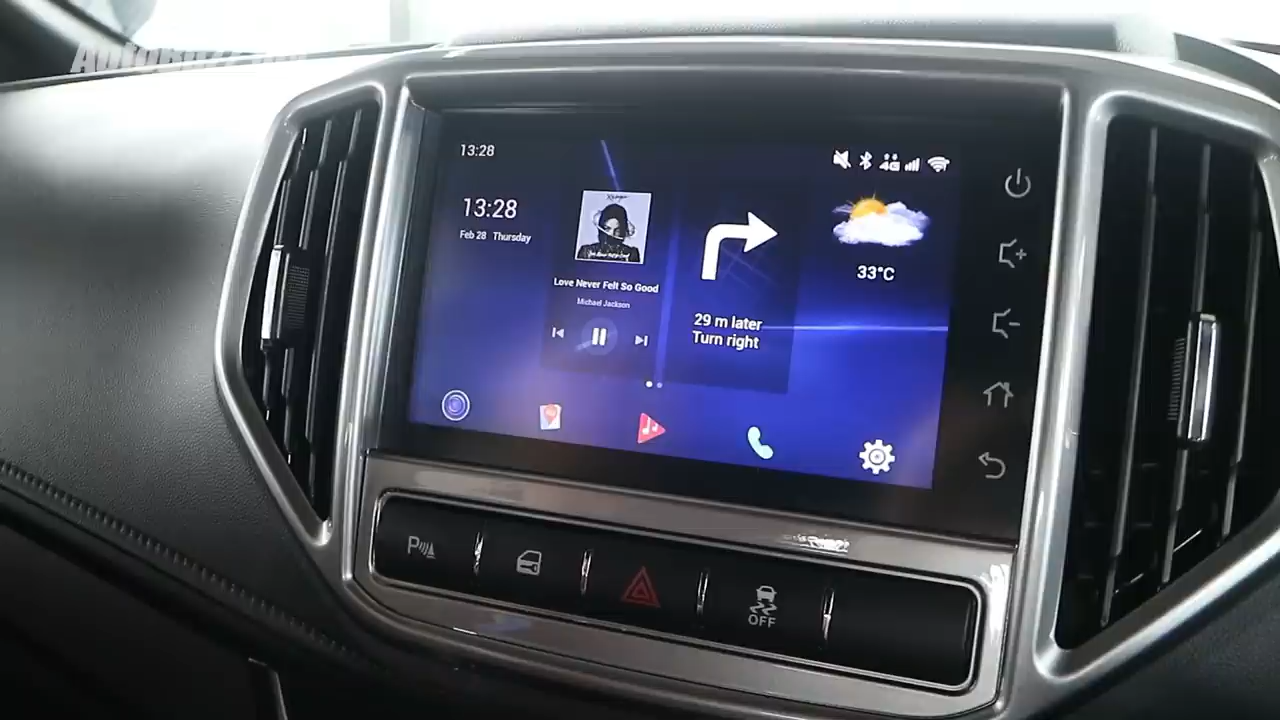 13:28
4G
13:28
Feb 28 Thursday
Love Never Felt So Good
Michael Jackson
29 m later
Turn right
33°C
P
OFF